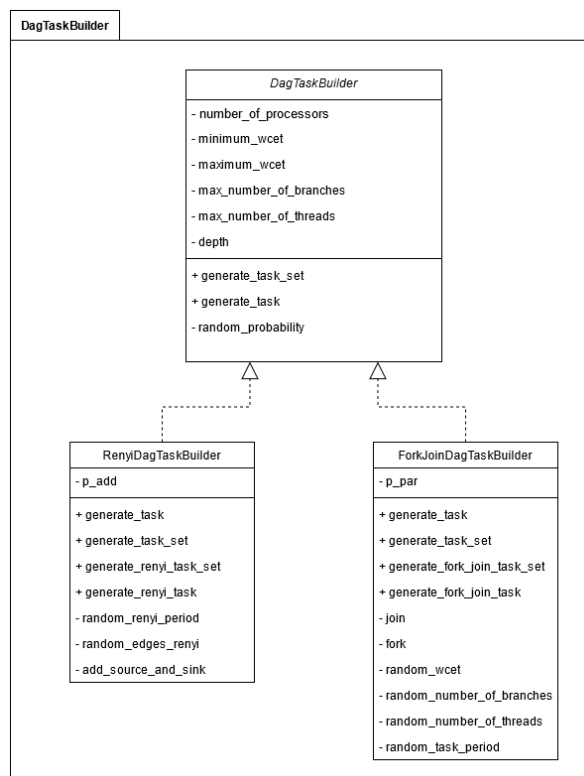 DagTaskBuilder
DagTaskBuilder
- number_of_processors
- minimum_wcet
- maximum_wcet
- max_number_of_branches
- max_number_of_threads
- depth
+ generate_task_set
+ generate_task
- random_probability
RenyiDagTaskBuilder
- p_add
+ generate_task
+ generate_task_set
+ generate_renyi_task_set
+ generate_renyi_task
- random_renyi_period
- random_edges_renyi
- add_source_and_sink
ForkJoinDagTaskBuilder
- p_par
+ generate_task
+ generate_task_set
+ generate_fork_join_task_set
+ generate_fork_join_task
- join
- fork
- random_wcet
- random_number_of_branches
- random_number_of_threads
- random_task_period